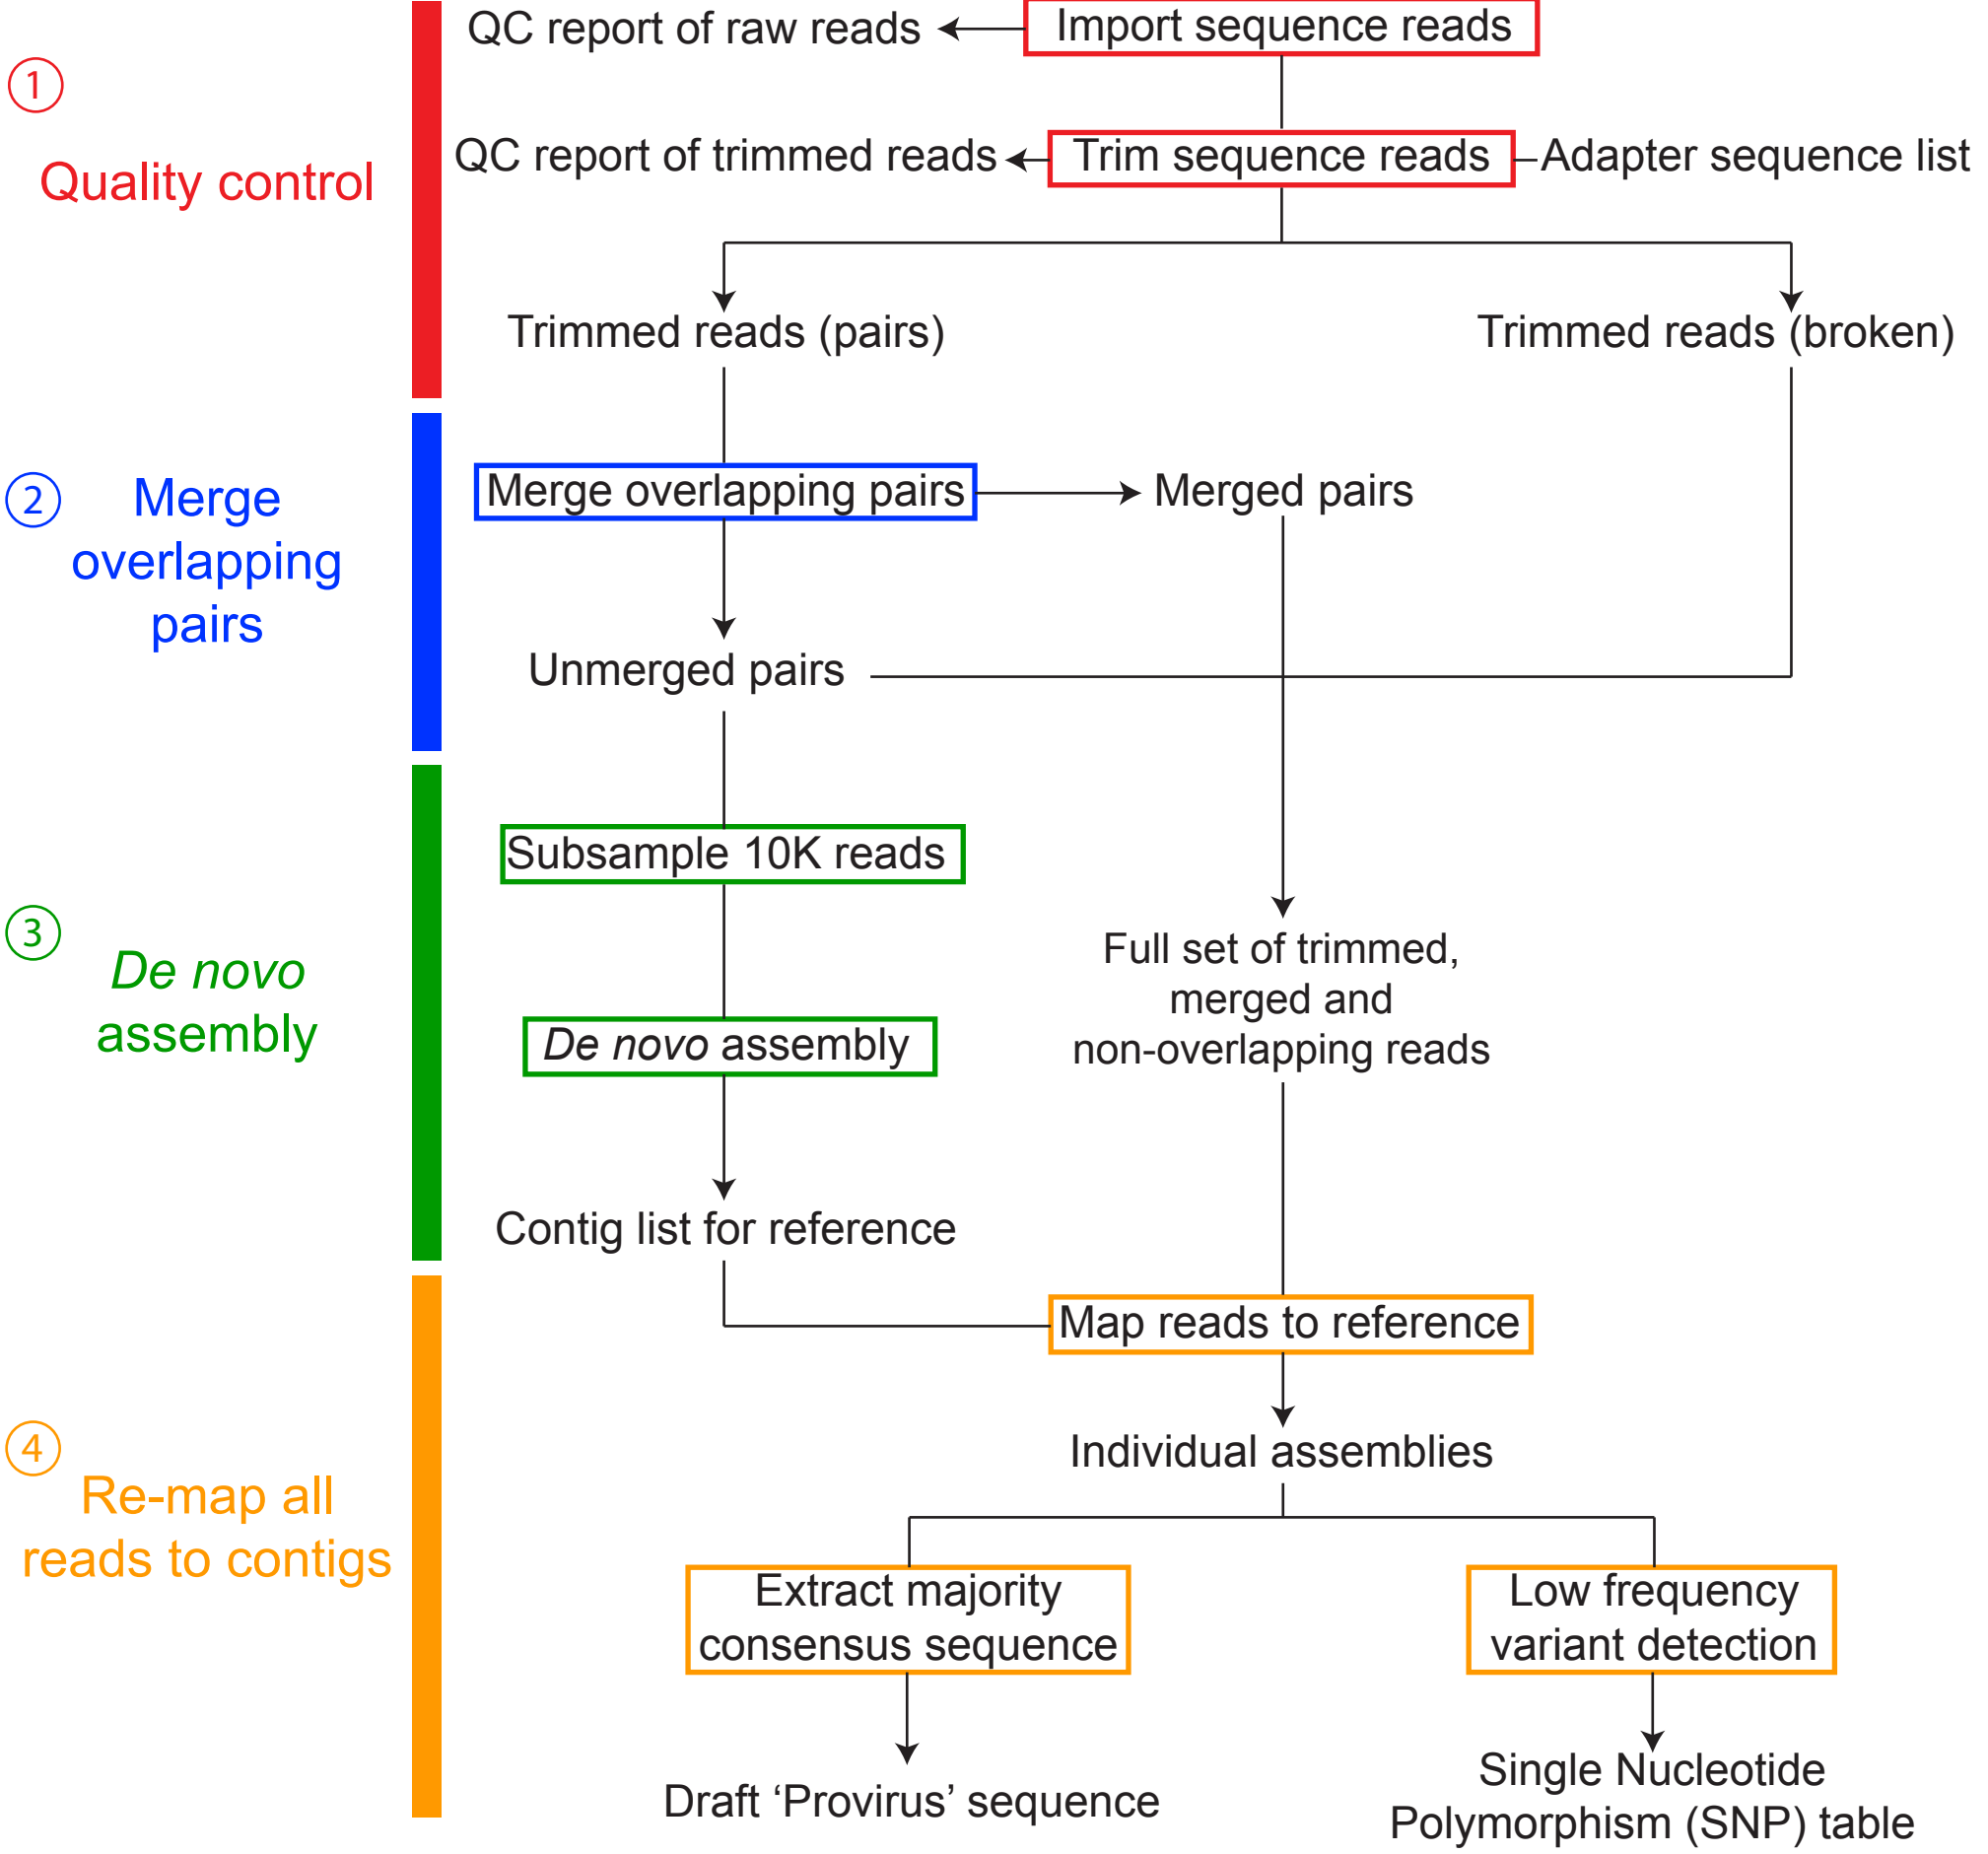 QC report of raw reads
Import sequence reads
①
Quality control
QC report of trimmed reads
Trim sequence reads
Adapter sequence list
Trimmed reads (pairs)
Trimmed reads (broken)
②
Merge
overlapping
pairs
Merge overlapping pairs
Merged pairs
Unmerged pairs
③
De novo
assembly
Subsample 10K reads
Full set of trimmed,
merged and
non-overlapping reads
De novo assembly
Contig list for reference
④
Re-map all
reads to contigs
Map reads to reference
Individual assemblies
Extract majority
consensus sequence
Low frequency
variant detection
Draft ‘Provirus’ sequence
Single Nucleotide
Polymorphism (SNP) table